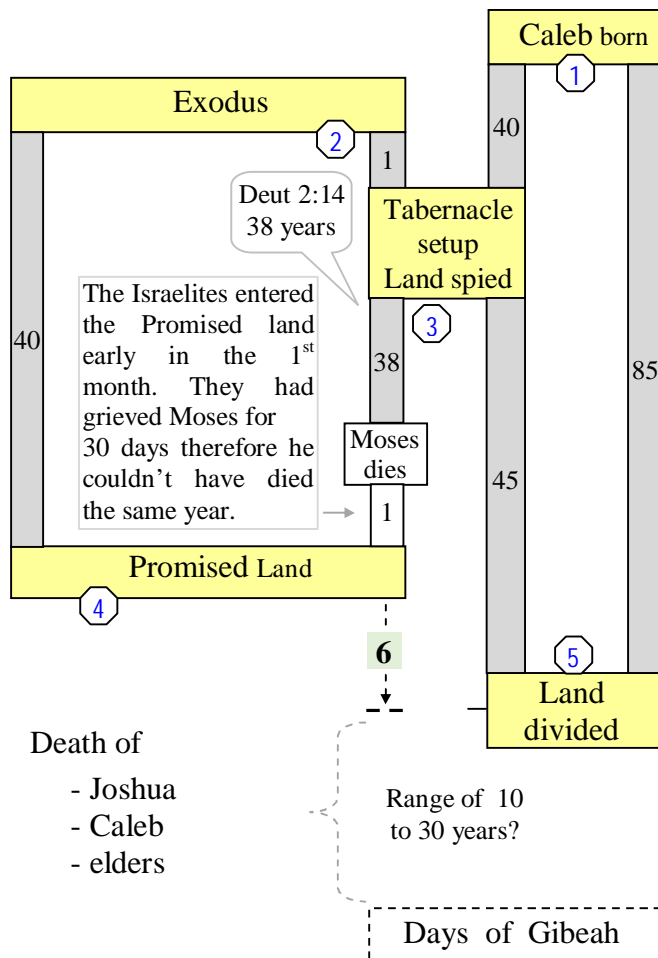 Caleb born
1
Exodus
2
40
1
Deut 2:14
38 years
Tabernacle
setup
Land spied
3
The Israelites entered
the Promised land
early in the 1st
month. They had
grieved Moses for
30 days therefore he
couldn’t have died
the same year.
40
38
85
Moses
dies
45
1
Promised Land
4
6
5
Land
divided
Death of
- Joshua
- Caleb
- elders
Range of 10
to 30 years?
Days of Gibeah